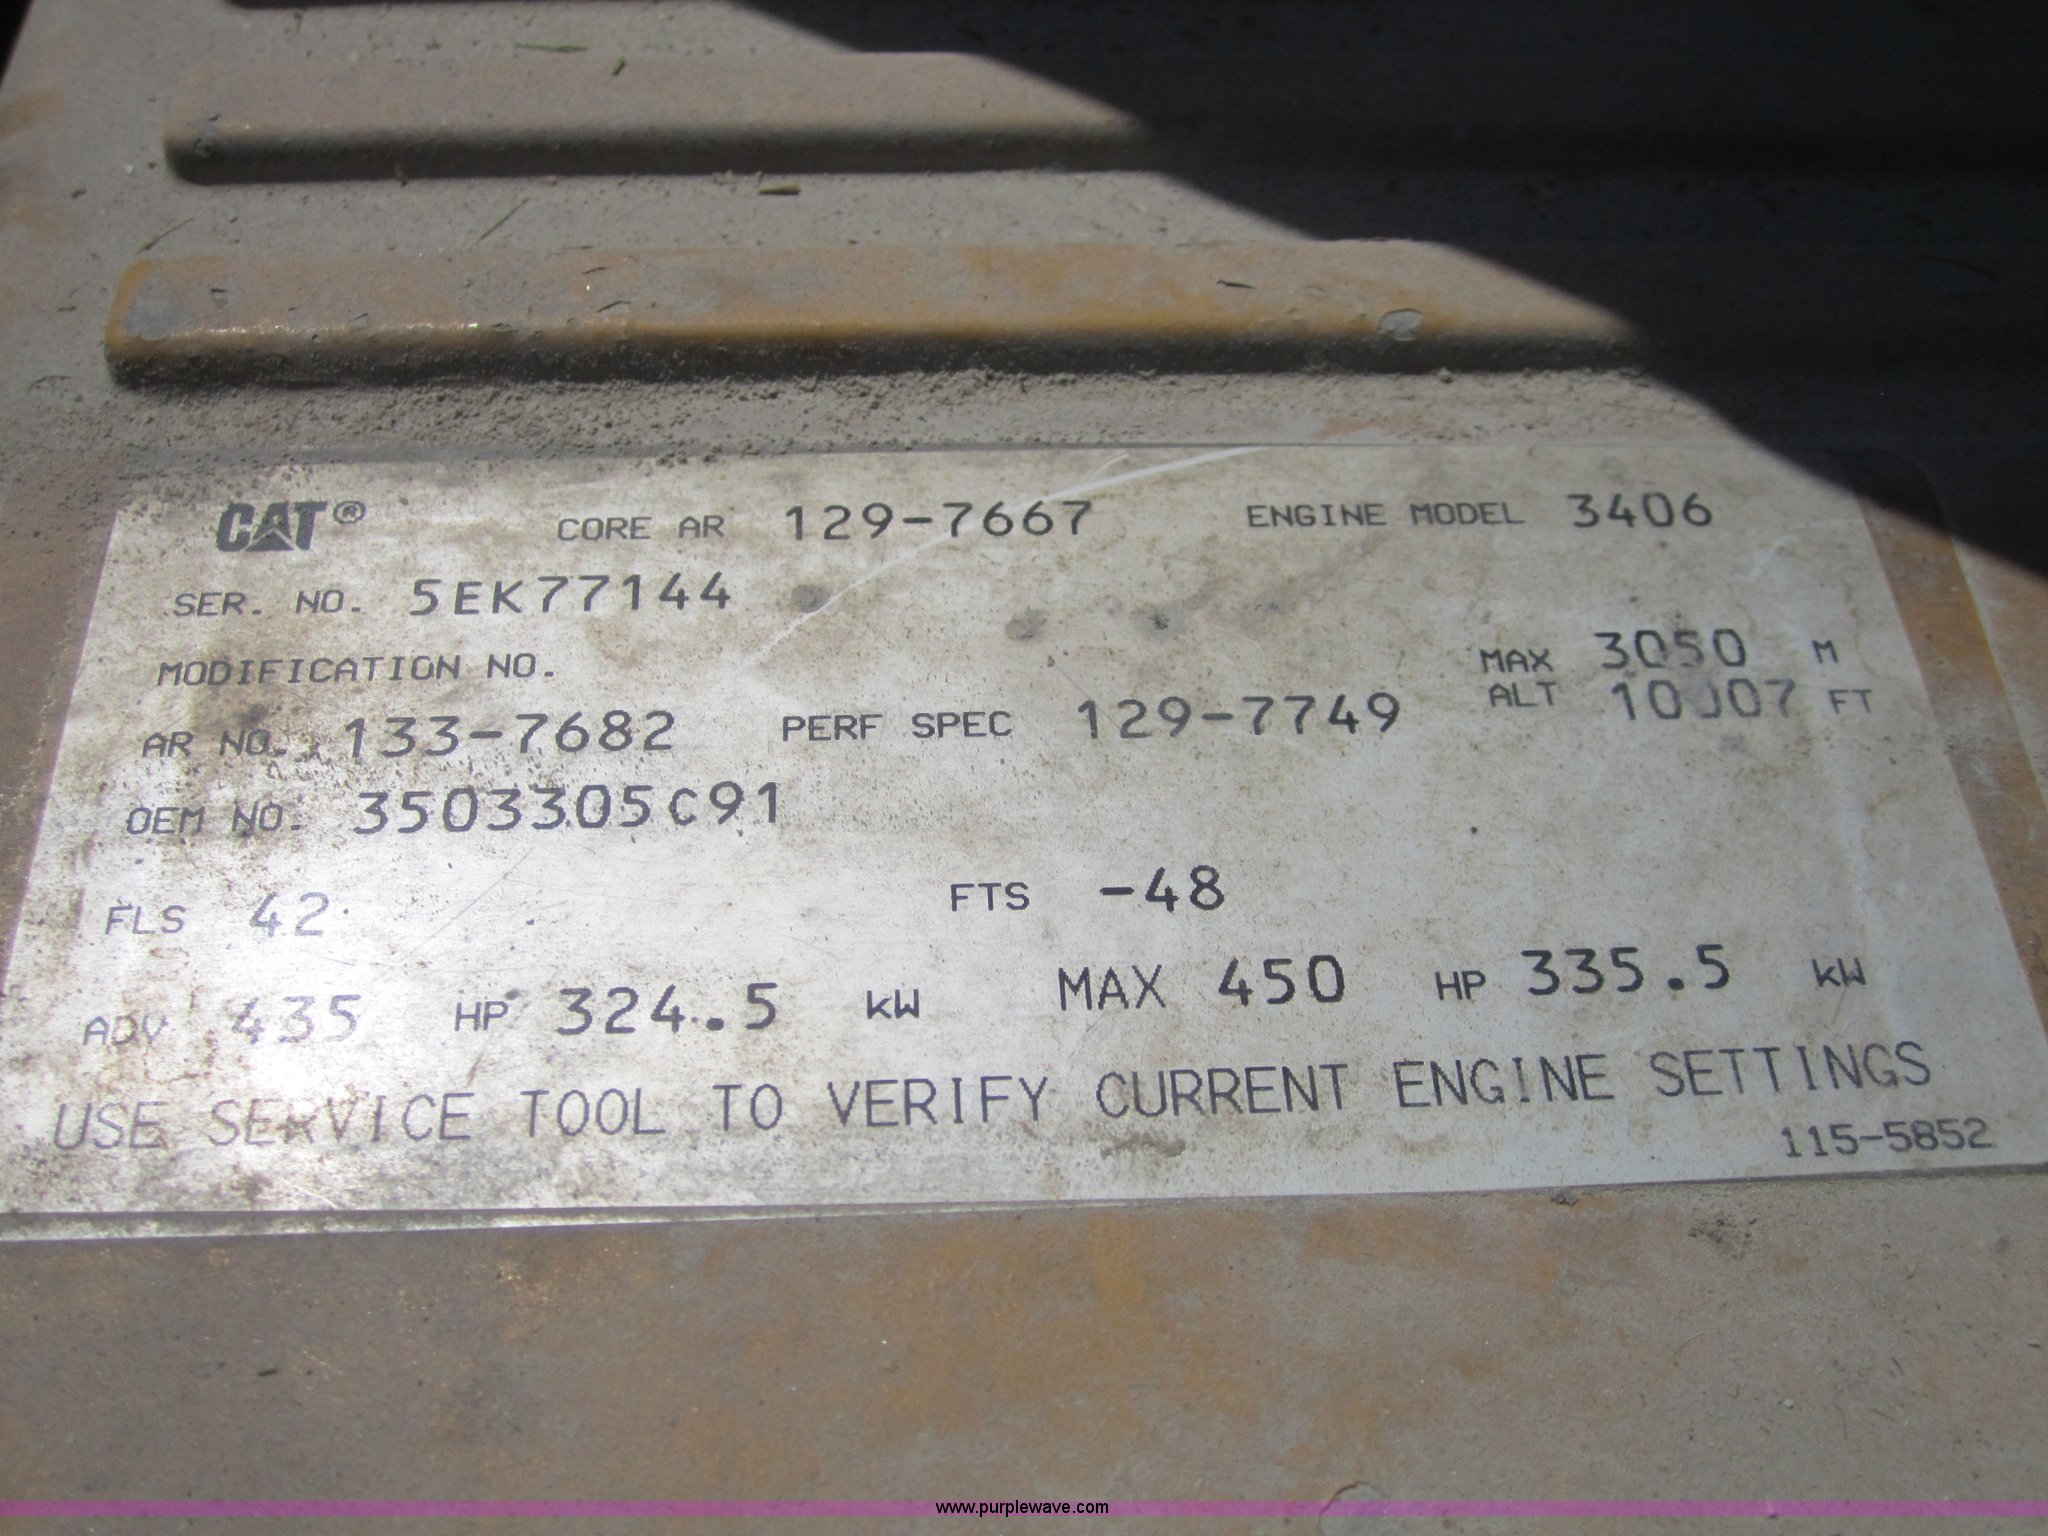 CAT® CORE AR 129-7667 ENGINE MODEL 3406
SER. NO. 5EK77144
MODIFICATION NO.
MAX 3050 M
ALT 10007 FT
AR NO. 133-7682 PERF SPEC 129-7749
OEM NO. 3503305C91
FLS 42 FTS -48
ADV 435 HP 324.5 kW MAX 450 HP 335.5 kW
USE SERVICE TOOL TO VERIFY CURRENT ENGINE SETTINGS
115-5852
www.purplewave.com